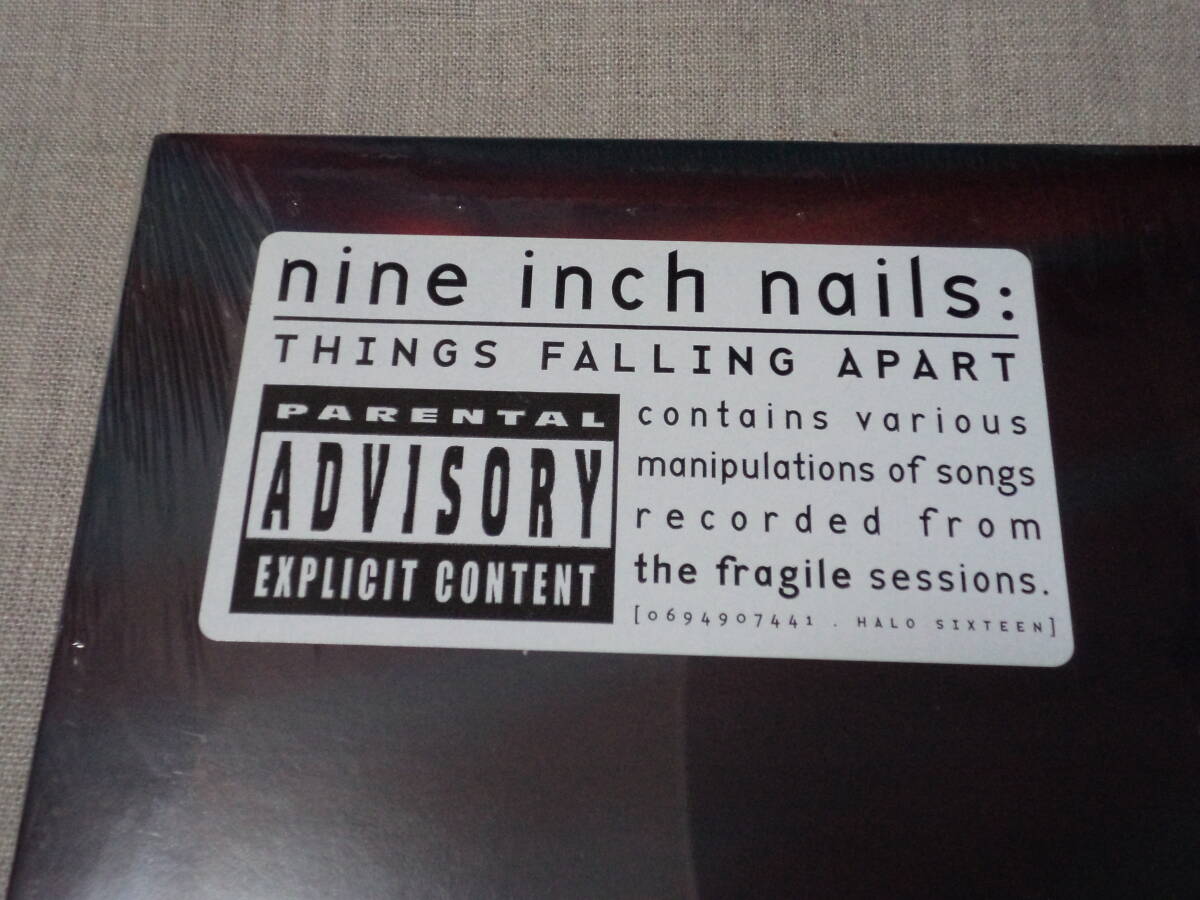 nine inch nails:
THINGS FALLING APART
PARENTAL
ADVISORY
EXPLICIT CONTENT
contains various
manipulations of songs
recorded from
the fragile sessions.
[0694907441 . HALO SIXTEEN]